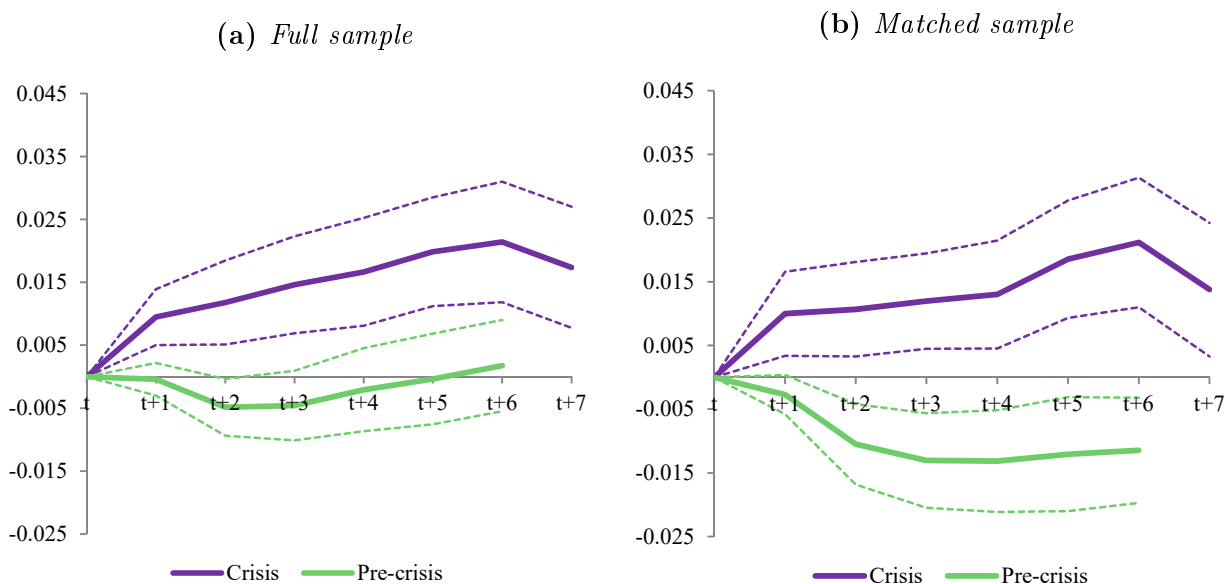 (a) Full sample
0.045
0.035
0.025
0.015
0.005
-0.005
-0.015
-0.025
t t+1 t+2 t+3 t+4 t+5 t+6 t+7
Crisis Pre-crisis
(b) Matched sample
0.045
0.035
0.025
0.015
0.005
-0.005
-0.015
-0.025
t t+1 t+2 t+3 t+4 t+5 t+6 t+7
Crisis Pre-crisis